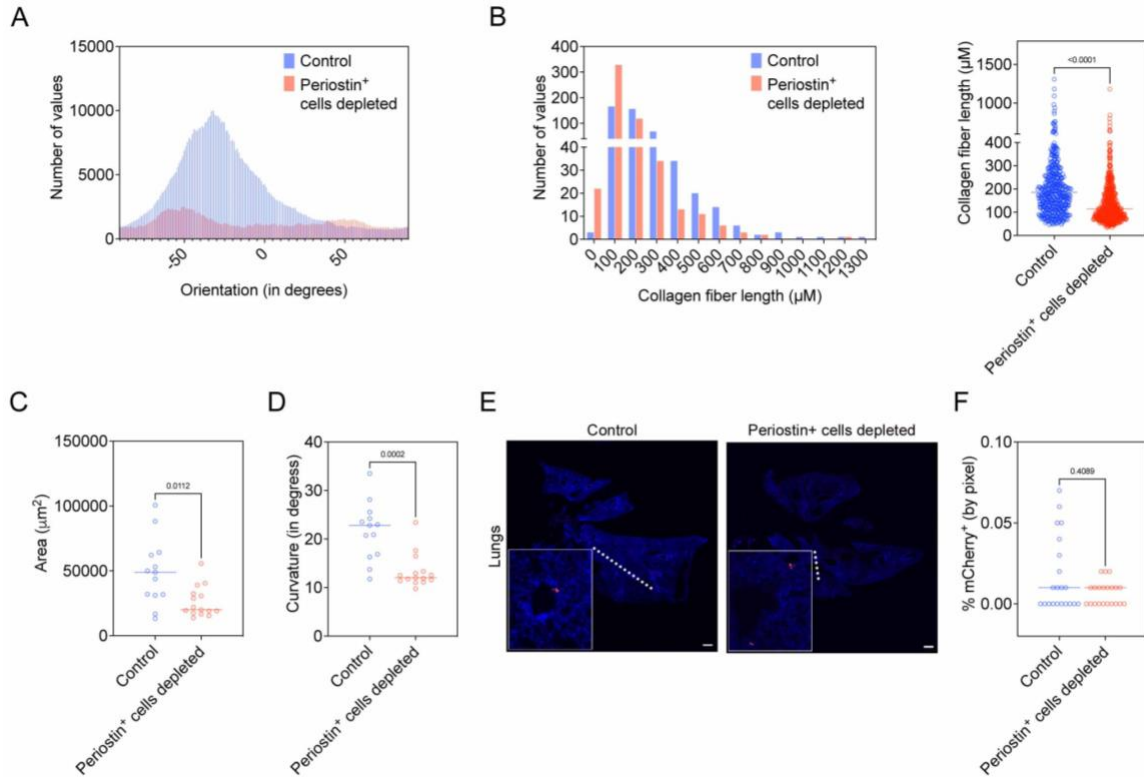 A
15000
10000
5000
0
Number of values
Control
Periostin+
cells depleted
-50
0
50
Orientation (in degrees)
B
400
300
200
100
40
30
20
10
0
Number of values
Control
Periostin+
cells depleted
0
100
200
300
400
500
600
700
800
900
1000
1100
1200
1300
Collagen fiber length (µM)
1500
1000
400
300
200
100
0
Collagen fiber length (µM)
<0.0001
Control
Periostin+ cells depleted
C
150000
100000
50000
0
Area (µm²)
0.0112
Control
Periostin+ cells depleted
D
40
30
20
10
0
Curvature (in degress)
0.0002
Control
Periostin+ cells depleted
E
Control
Periostin+ cells depleted
Lungs
F
0.10
0.05
0.00
% mCherry+ (by pixel)
0.4089
Control
Periostin+ cells depleted